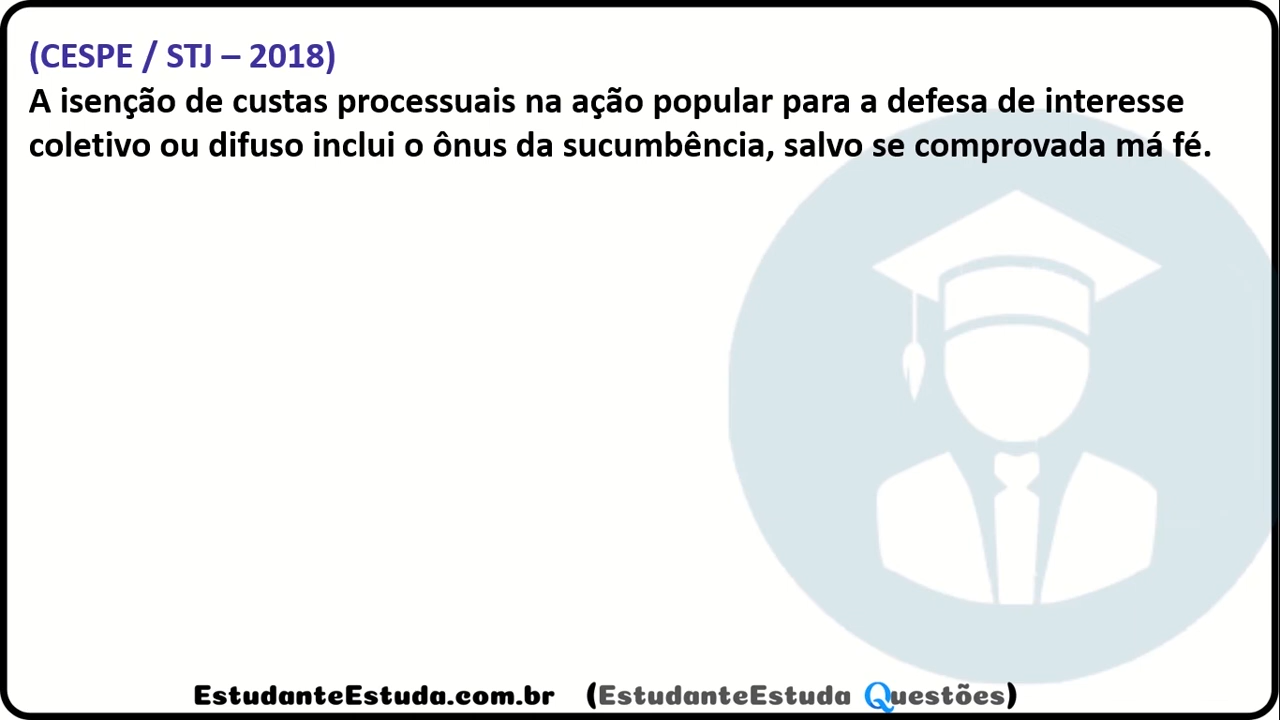 (CESPE / STJ – 2018)
A isenção de custas processuais na ação popular para a defesa de interesse
coletivo ou difuso inclui o ônus da sucumbência, salvo se comprovada má fé.
EstudanteEstuda.com.br (EstudanteEstuda Questões)